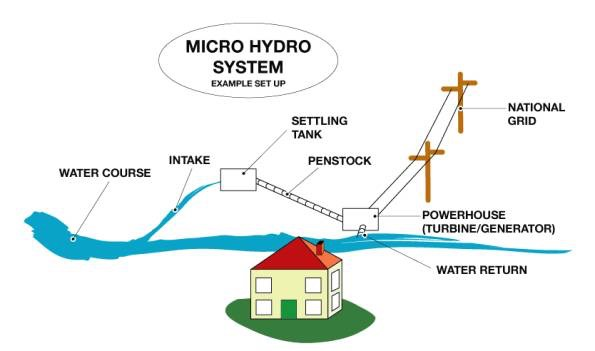 MICRO HYDRO
SYSTEM
EXAMPLE SET UP
NATIONAL
GRID
SETTLING
TANK
INTAKE
PENSTOCK
WATER COURSE
POWERHOUSE
(TURBINE/GENERATOR)
WATER RETURN